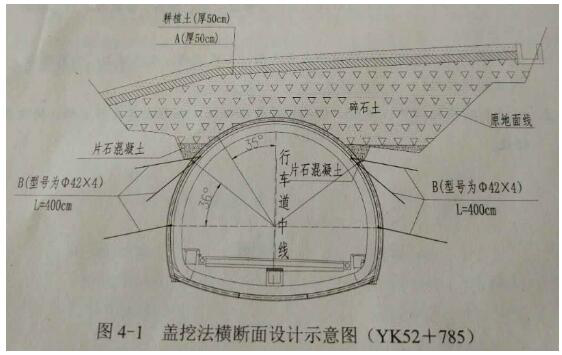 耕植土(厚50cm)
A(厚50cm)
碎石土
原地面线
片石混凝土
35°
行车道中线
片石混凝土
B(型号为Φ42×4)
L=400cm
36°
B(型号为Φ42×4)
L=400cm
图 4-1 盖挖法横断面设计示意图（YK52+785）